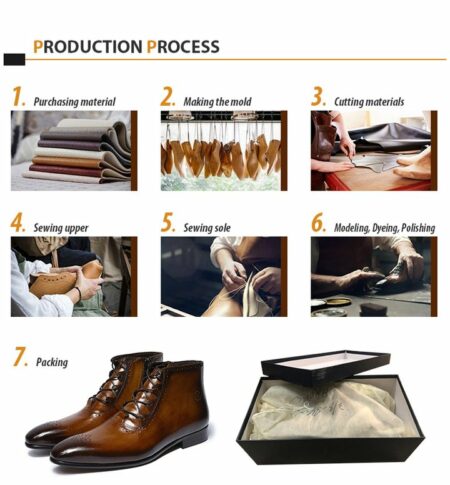 PRODUCTION PROCESS
1. Purchasing material
2. Making the mold
3. Cutting materials
4. Sewing upper
5. Sewing sole
6. Modeling, Dyeing, Polishing
7. Packing